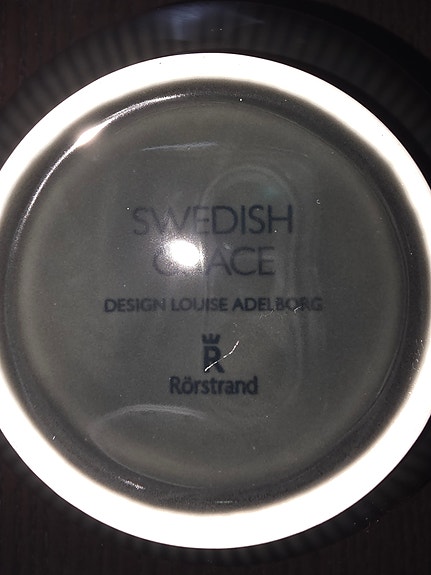 SWEDISH
GRACE
DESIGN LOUISE ADELBORG
R
Rörstrand